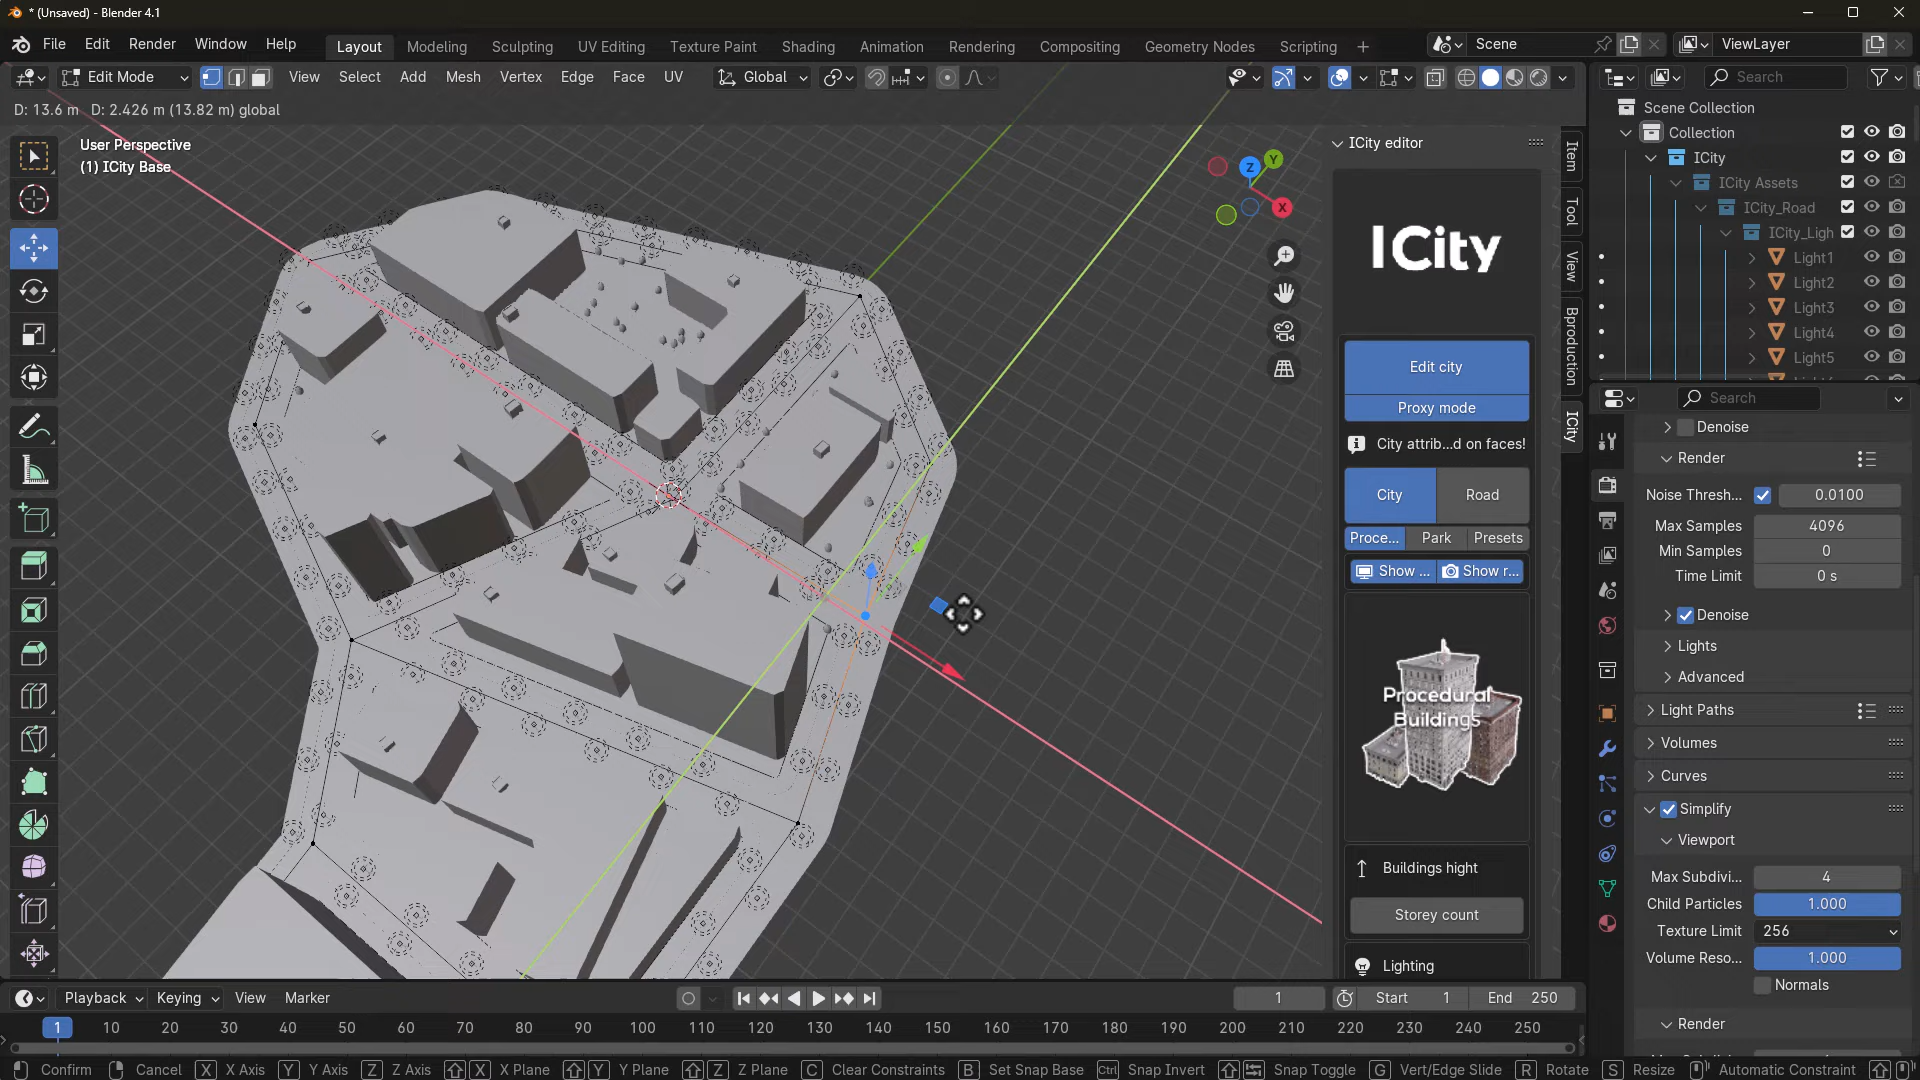 * (Unsaved) - Blender 4.1
File Edit Render Window Help Layout Modeling Sculpting UV Editing Texture Paint Shading Animation Rendering Compositing Geometry Nodes Scripting + Scene ViewLayer
Edit Mode View Select Add Mesh Vertex Edge Face UV Global Search
D: 13.6 m D: 2.426 m (13.82 m) global
User Perspective
(1) ICity Base
Z
Y
X
ICity editor
ICity
Edit city
Proxy mode
City attrib...d on faces!
City Road
Proce... Park Presets
Show ... Show r...
Procedural
Buildings
Buildings hight
Storey count
Lighting
Item
Tool
View
Bproduction
ICity
Scene Collection
Collection
ICity
ICity Assets
ICity_Road
ICity_Ligh
Light1
Light2
Light3
Light4
Light5
Search
Denoise
Render
Noise Thresh... 0.0100
Max Samples 4096
Min Samples 0
Time Limit 0 s
Denoise
Lights
Advanced
Light Paths
Volumes
Curves
Simplify
Viewport
Max Subdivi... 4
Child Particles 1.000
Texture Limit 256
Volume Reso... 1.000
Normals
Render
Playback Keying View Marker 1 Start 1 End 250
1 10 20 30 40 50 60 70 80 90 100 110 120 130 140 150 160 170 180 190 200 210 220 230 240 250
Confirm Cancel X X Axis Y Y Axis Z Z Axis X X Plane Y Y Plane Z Z Plane C Clear Constraints B Set Snap Base Ctrl Snap Invert Snap Toggle G Vert/Edge Slide R Rotate S Resize Automatic Constraint